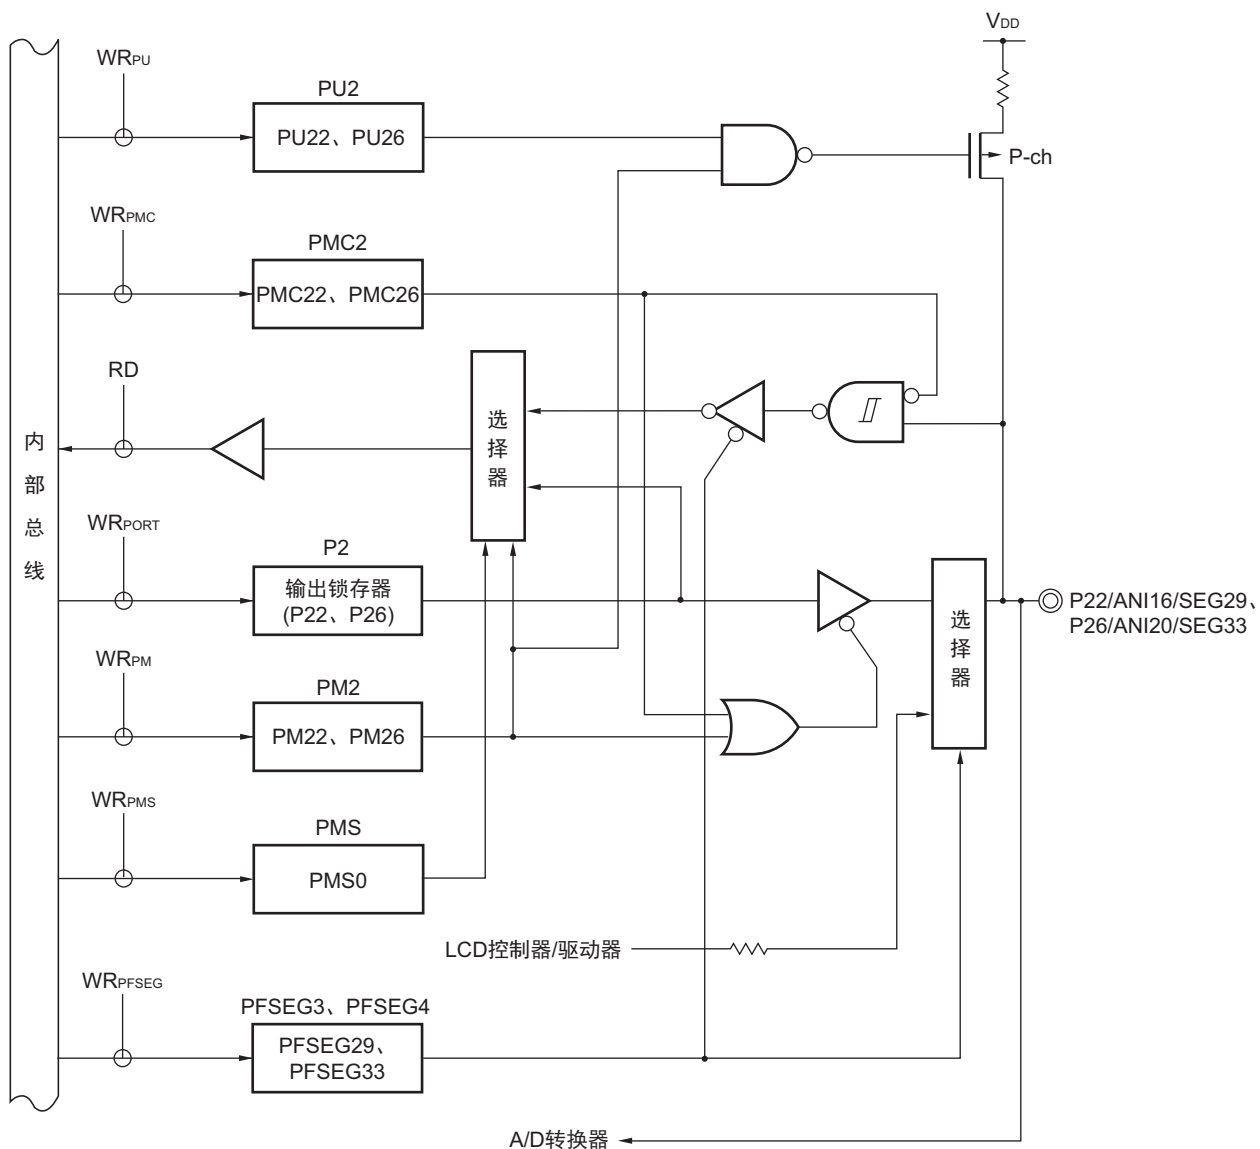 VDD
WRPU
PU2
PU22、PU26
P-ch
WRPMC
PMC2
PMC22、PMC26
RD
选择器
内部总线
WRPORT
P2
输出锁存器
(P22、P26)
选择器
P22/ANI16/SEG29、
P26/ANI20/SEG33
WRPM
PM2
PM22、PM26
WRPMS
PMS
PMS0
LCD控制器/驱动器
WRPFSEG
PFSEG3、PFSEG4
PFSEG29、
PFSEG33
A/D转换器